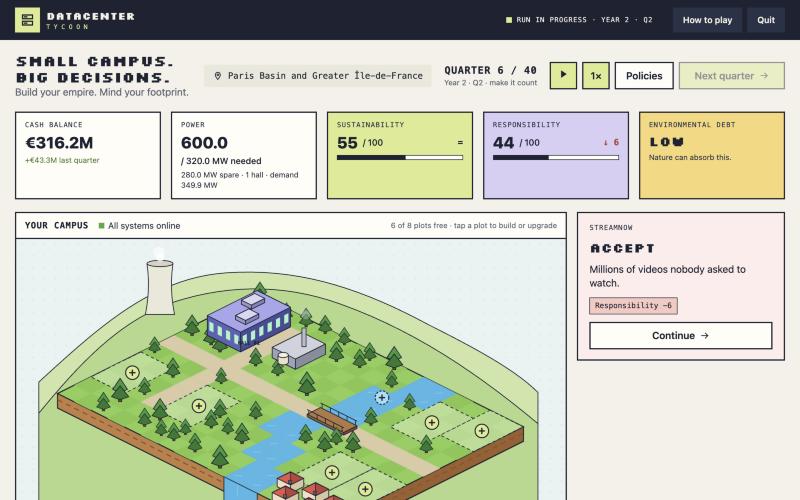 DATACENTER
TYCOON
RUN IN PROGRESS · YEAR 2 · Q2
How to play
Quit
SMALL CAMPUS.
BIG DECISIONS.
Build your empire. Mind your footprint.
Paris Basin and Greater Île-de-France
QUARTER 6 / 40
Year 2 · Q2 · make it count
1×
Policies
Next quarter →
CASH BALANCE
€316.2M
+€43.3M last quarter
POWER
600.0
/ 320.0 MW needed
280.0 MW spare · 1 hall · demand
349.9 MW
SUSTAINABILITY
55 / 100 =
RESPONSIBILITY
44 / 100 ↓ 6
ENVIRONMENTAL DEBT
LOW
Nature can absorb this.
YOUR CAMPUS
All systems online
6 of 8 plots free · tap a plot to build or upgrade
STREAMNOW
ACCEPT
Millions of videos nobody asked to
watch.
Responsibility −6
Continue →